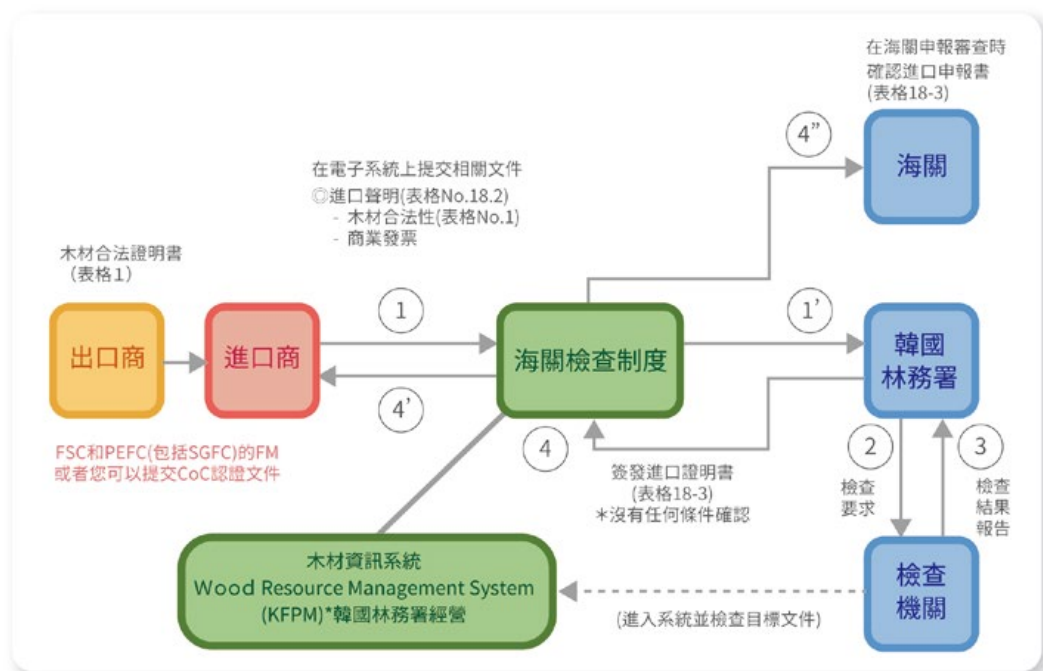 在海關申報審查時
確認進口申報書
(表格18-3)
4”
海關
在電子系統上提交相關文件
◎進口聲明(表格No.18.2)
- 木材合法性(表格No.1)
- 商業發票
木材合法證明書
(表格1)
1
1’
出口商
進口商
海關檢查制度
韓國
林務署
4’
FSC和PEFC(包括SGFC)的FM
或者您可以提交CoC認證文件
4
簽發進口證明書
(表格18-3)
*沒有任何條件確認
2
檢查
要求
3
檢查
結果
報告
木材資訊系統
Wood Resource Management System
(KFPM)*韓國林務署經營
(進入系統並檢查目標文件)
檢查
機關